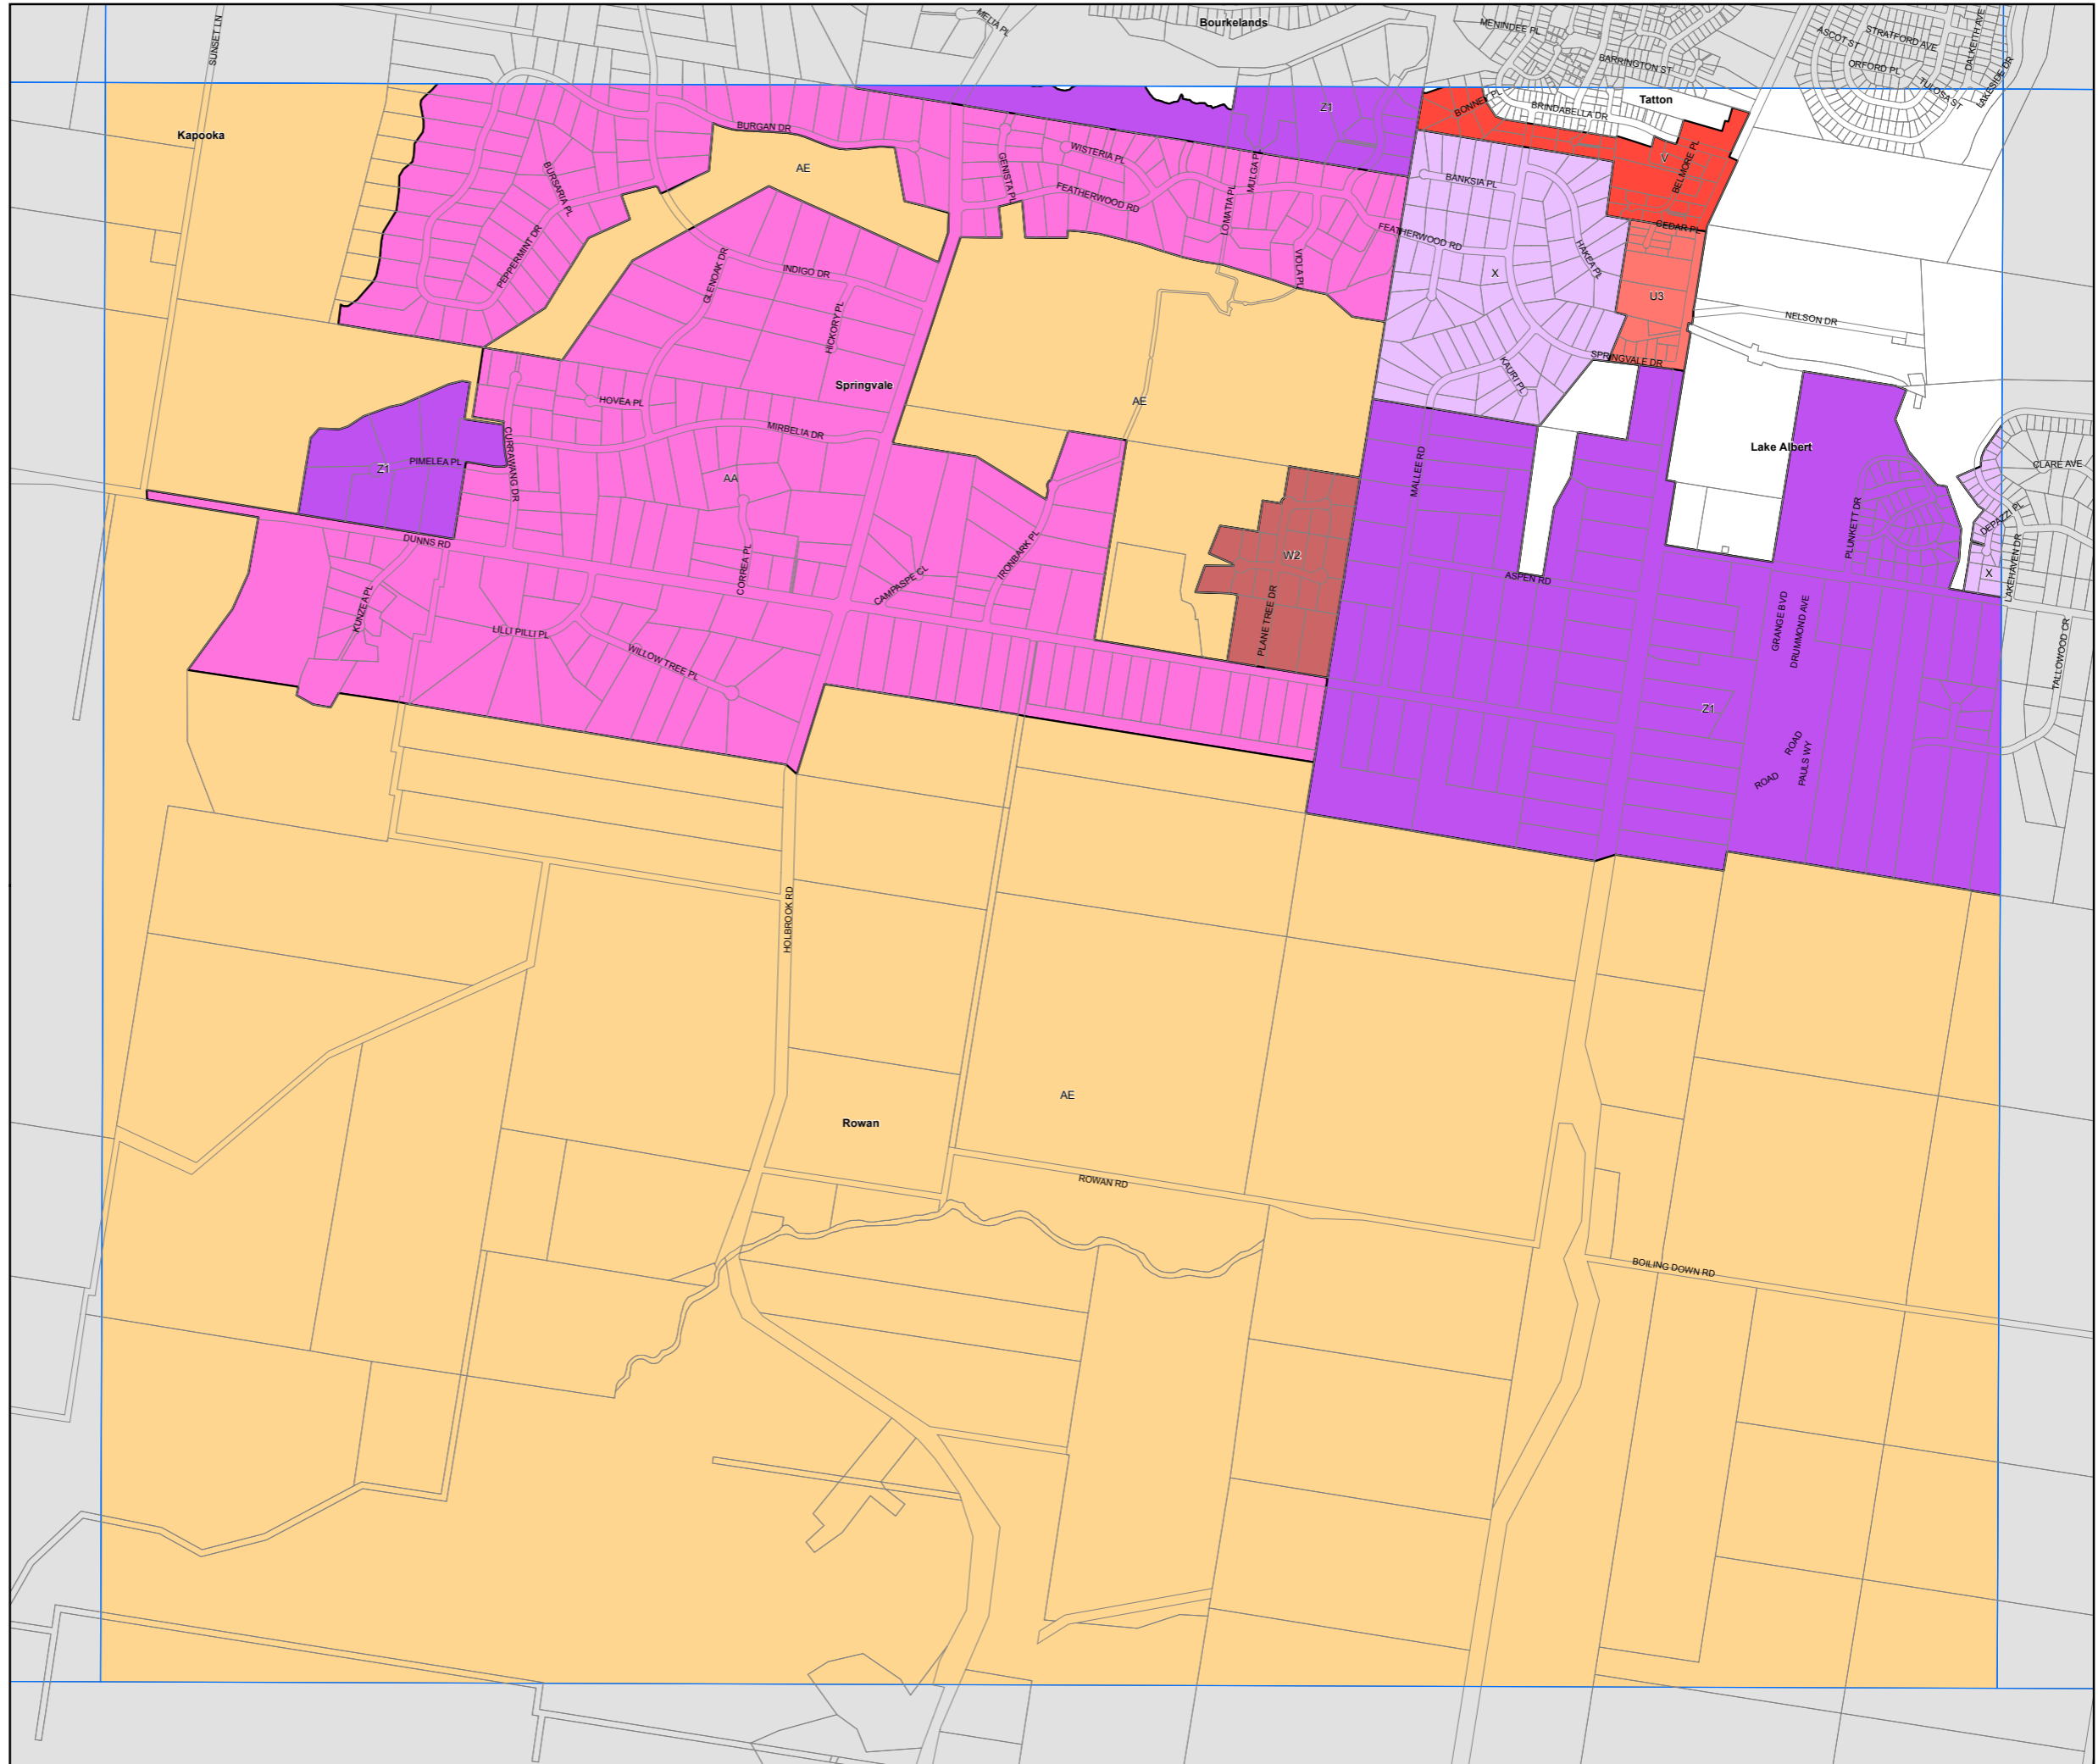 SUNSET LN
MELIA PL
Bourkelands
MENINDEE PL
BARRINGTON ST
ASCOT ST
STRATFORD AVE
DALKEITH AVE
ORFORD PL
TULOSA ST
LAKESIDE DR
Tatton
BONNEY PL
BRINDABELLA DR
Z1
Kapooka
BURGAN DR
AE
WISTERIA PL
GENISTA PL
MULGA PL
FEATHERWOOD RD
LOMATIA PL
BURSARIA PL
BANKSIA PL
V
BELMORE PL
CEDAR PL
FEATHERWOOD RD
HAKEA PL
PEPPERMINT DR
GLENOAK DR
INDIGO DR
VIOLA PL
X
U3
HICKORY PL
NELSON DR
SPRINGVALE DR
KAURI PL
Springvale
HOVEA PL
AE
MIRBELIA DR
Lake Albert
CURRAWANG DR
PIMELEA PL
Z1
AA
MALLEE RD
CLARE AVE
PLUNKETT DR
DEPAZZI PL
DUNNS RD
W2
IRONBARK PL
CORREA PL
CAMPASPE CL
ASPEN RD
X
LAKEHAVEN DR
KUNZEA PL
LILLI PILLI PL
WILLOW TREE PL
PLANE TREE DR
GRANGE BVD
DRUMMOND AVE
TALLOWOOD CR
Z1
ROAD
ROAD
PAULS WY
HOLBROOK RD
AE
Rowan
ROWAN RD
BOILING DOWN RD